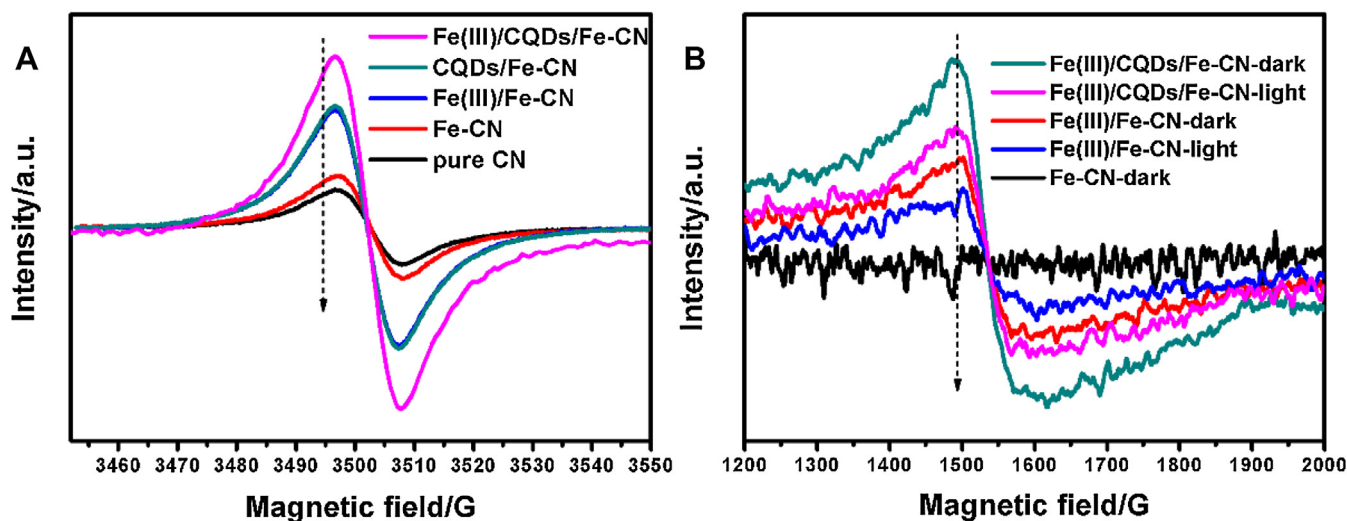 A
Fe(III)/CQDs/Fe-CN
CQDs/Fe-CN
Fe(III)/Fe-CN
Fe-CN
pure CN
Intensity/a.u.
3460 3470 3480 3490 3500 3510 3520 3530 3540 3550
Magnetic field/G
B
Fe(III)/CQDs/Fe-CN-dark
Fe(III)/CQDs/Fe-CN-light
Fe(III)/Fe-CN-dark
Fe(III)/Fe-CN-light
Fe-CN-dark
Intensity/a.u.
1200 1300 1400 1500 1600 1700 1800 1900 2000
Magnetic field/G